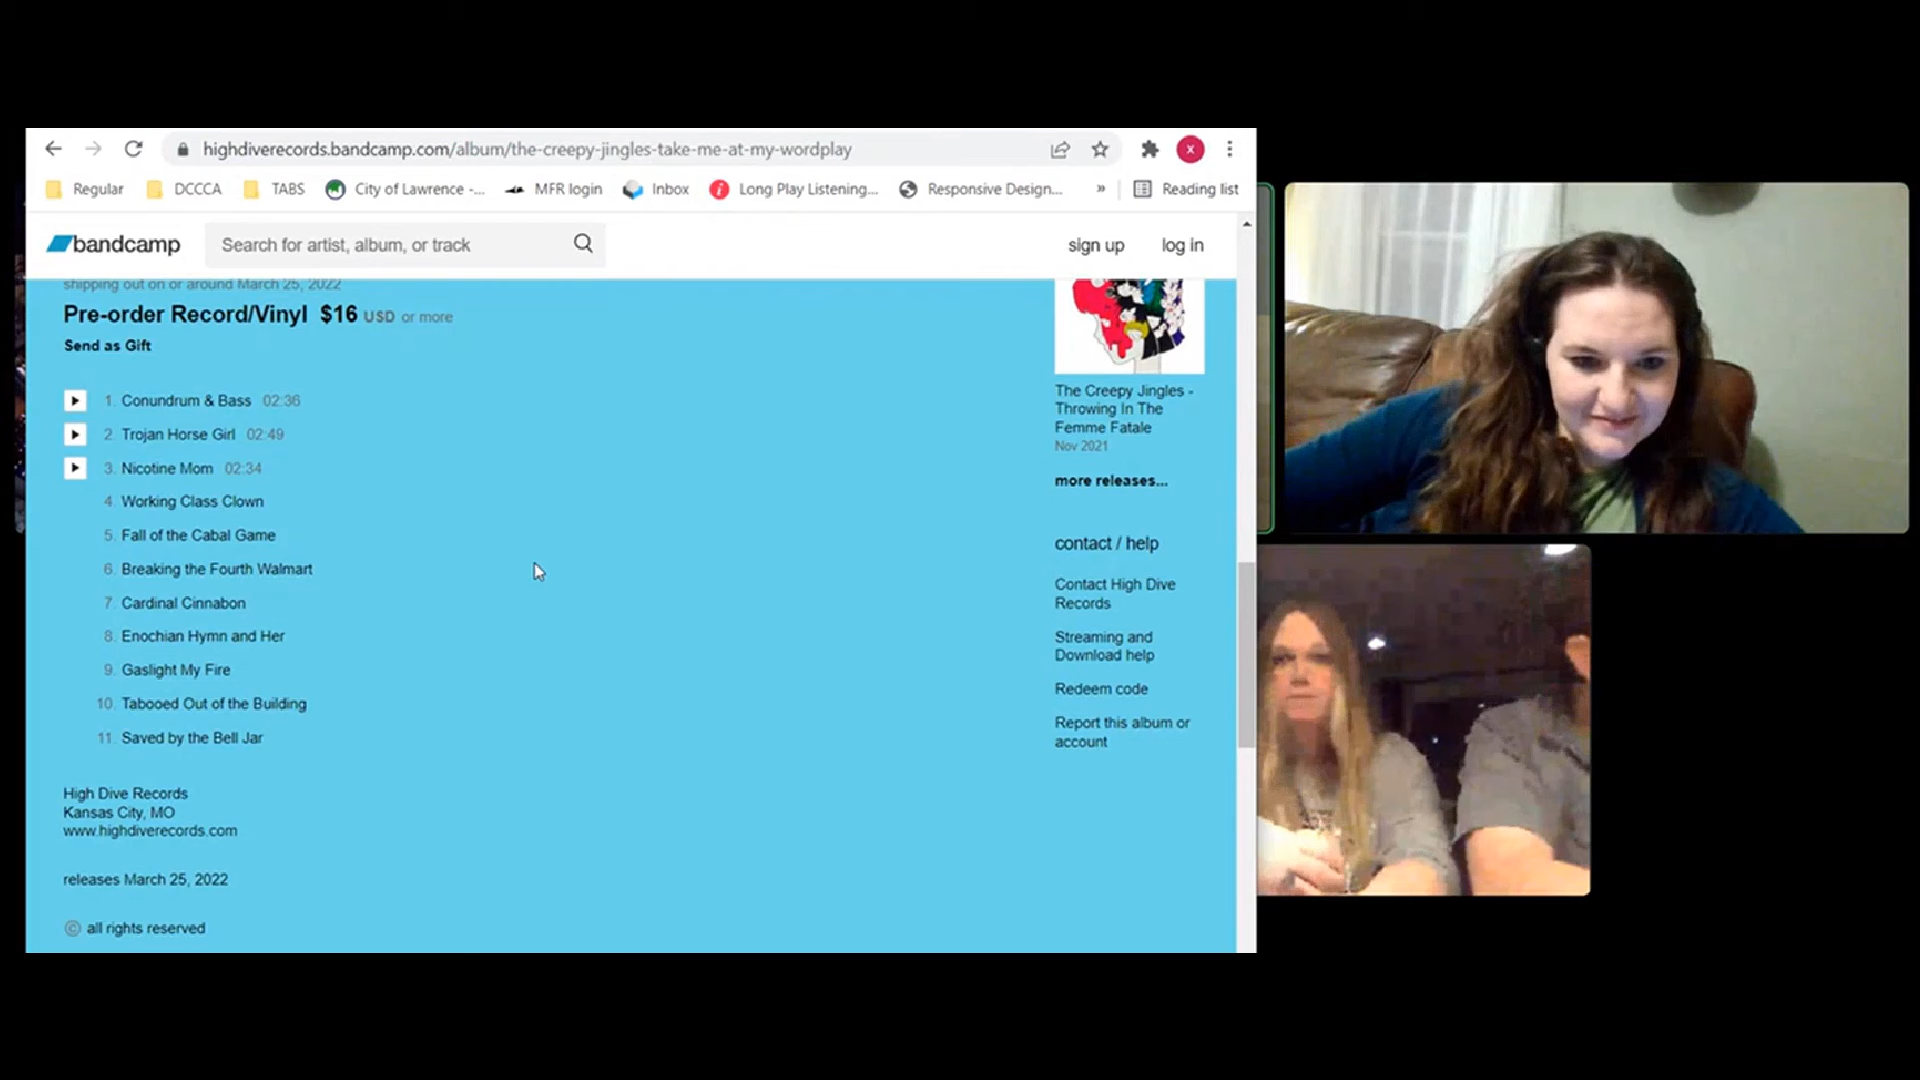 highdiverecords.bandcamp.com/album/the-creepy-jingles-take-me-at-my-wordplay
X
Regular
DCCCA
TABS
City of Lawrence -...
MFR login
Inbox
Long Play Listening...
Responsive Design...
»
Reading list
bandcamp
Search for artist, album, or track
sign up
log in
shipping out on or around March 25, 2022
Pre-order Record/Vinyl $16 USD or more
Send as Gift
1. Conundrum & Bass 02:36
2. Trojan Horse Girl 02:49
3. Nicotine Mom 02:34
4. Working Class Clown
5. Fall of the Cabal Game
6. Breaking the Fourth Walmart
7. Cardinal Cinnabon
8. Enochian Hymn and Her
9. Gaslight My Fire
10. Tabooed Out of the Building
11. Saved by the Bell Jar
High Dive Records
Kansas City, MO
www.highdiverecords.com
releases March 25, 2022
© all rights reserved
The Creepy Jingles -
Throwing In The
Femme Fatale
Nov 2021
more releases...
contact / help
Contact High Dive
Records
Streaming and
Download help
Redeem code
Report this album or
account